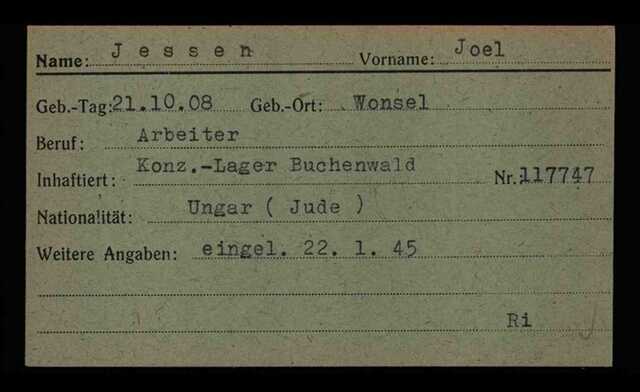 Name: Jessen Vorname: Joel
Geb.-Tag: 21.10.08 Geb.-Ort: Wonsel
Beruf: Arbeiter
Inhaftiert: Konz.-Lager Buchenwald Nr. 117747
Nationalität: Ungar ( Jude )
Weitere Angaben: eingel. 22. 1. 45
Ri